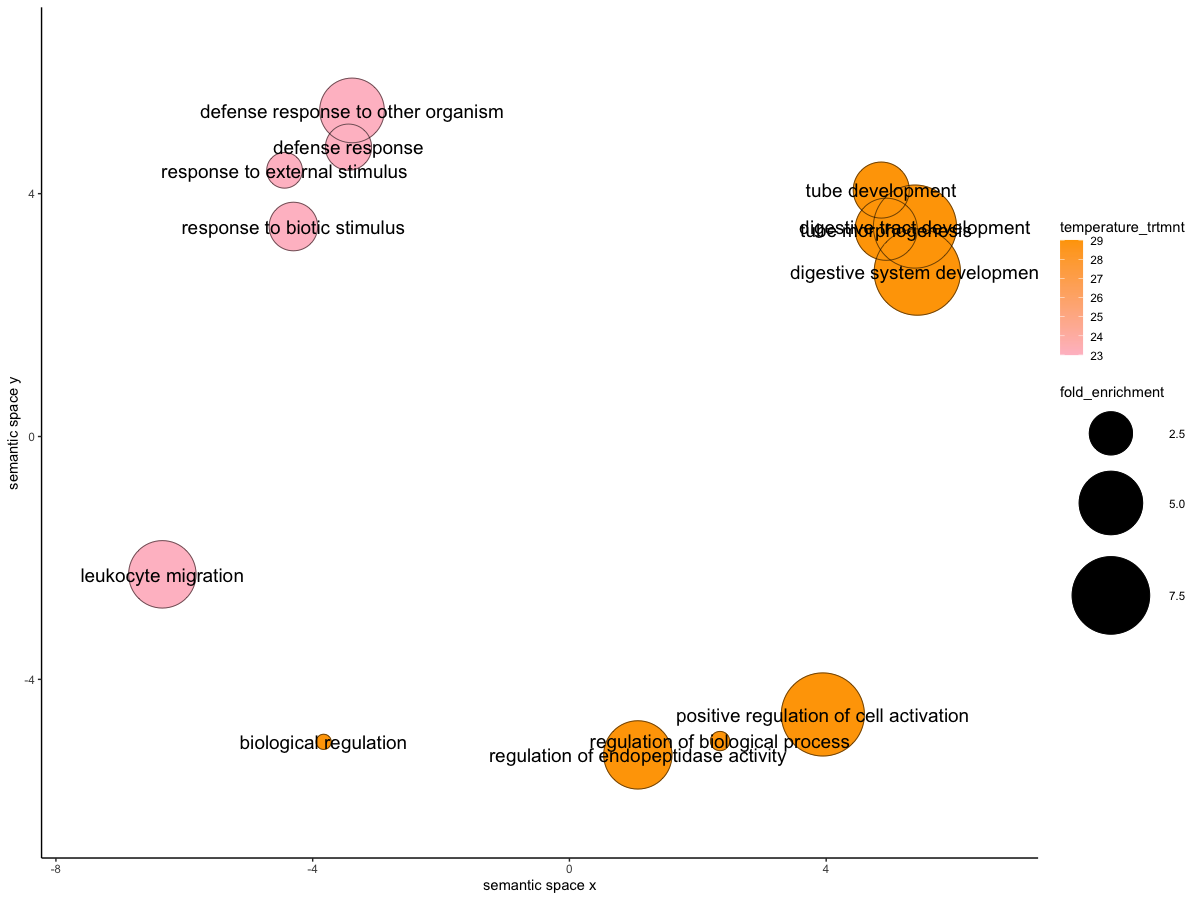 defense response to other organism
defense response
response to external stimulus
response to biotic stimulus
tube development
digestive tract development
tube morphogenesis
digestive system developmen
leukocyte migration
positive regulation of cell activation
biological regulation
regulation of biological process
regulation of endopeptidase activity
4
0
-4
semantic space y
-8
-4
0
4
semantic space x
temperature_trtmnt
29
28
27
26
25
24
23
fold_enrichment
2.5
5.0
7.5